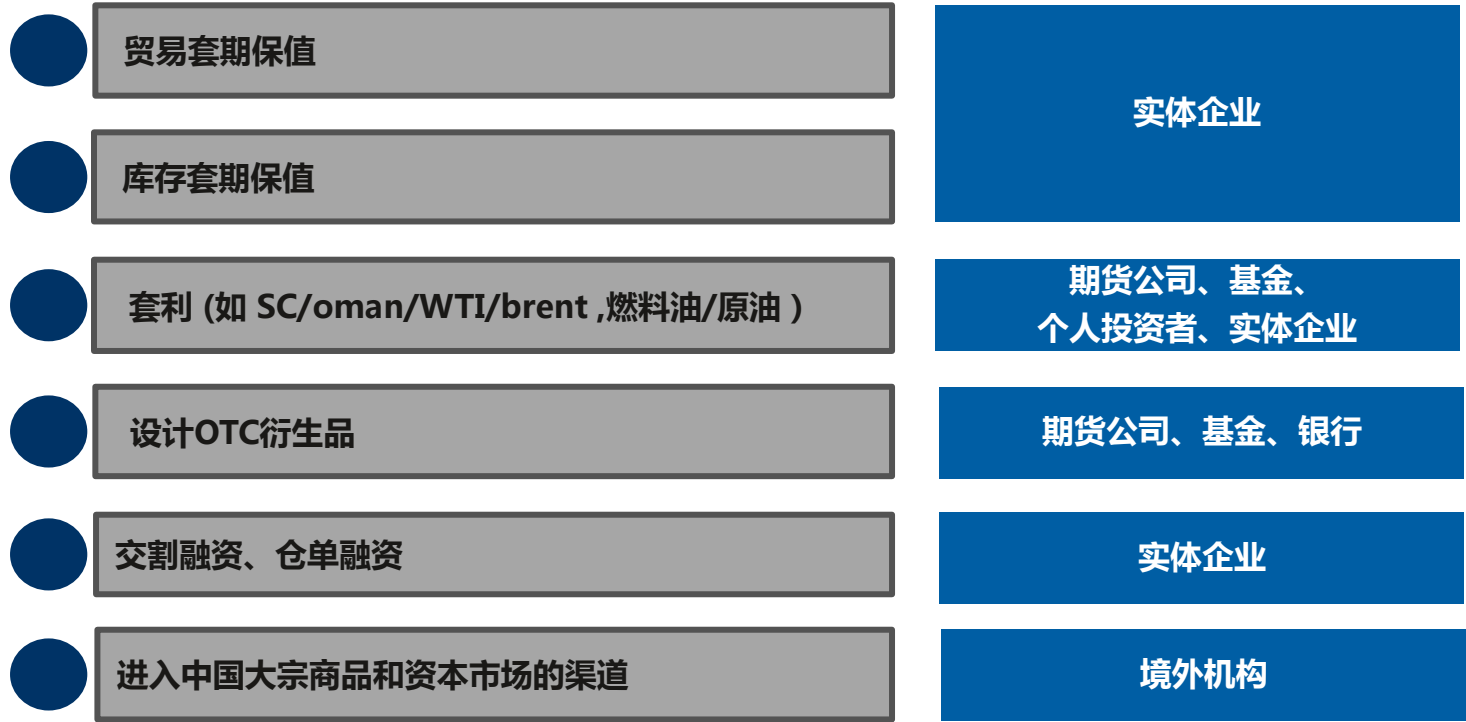 贸易套期保值
实体企业
库存套期保值
套利 (如 SC/oman/WTI/brent ,燃料油/原油 )
期货公司、基金、
个人投资者、实体企业
设计OTC衍生品
期货公司、基金、银行
交割融资、仓单融资
实体企业
进入中国大宗商品和资本市场的渠道
境外机构